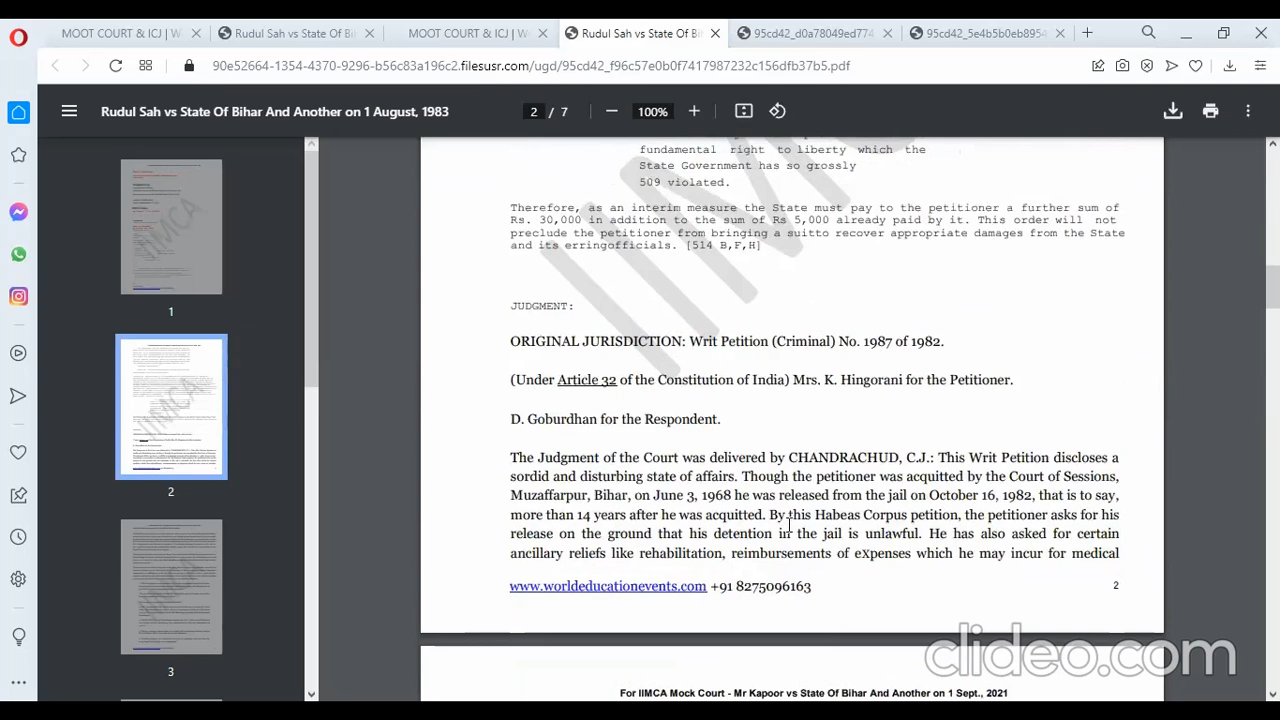 MOOT COURT & ICJ | W
Rudul Sah vs State Of B
MOOT COURT & ICJ | W
Rudul Sah vs State Of B
95cd42_d0a78049ed774
95cd42_5e4b5b0eb8954
90e52664-1354-4370-9296-b56c83a196c2.filesusr.com/ugd/95cd42_f96c57e0b0f7417987232c156dfb37b5.pdf
Rudul Sah vs State Of Bihar And Another on 1 August, 1983
2 / 7
100%
fundamental right to liberty which the
State Government has so grossly
509 violated.
Therefore, as an interim measure the State must pay to the petitioner a further sum of
Rs. 30,000 in addition to the sum of Rs 5,000 already paid by it. This order will not
preclude the petitioner from bringing a suitto recover appropriate damages from the State
and its erringofficials. [514 B,F,H]
JUDGMENT:
ORIGINAL JURISDICTION: Writ Petition (Criminal) No. 1987 of 1982.
(Under Article 32 of the Constitution of India) Mrs. K. Hingorani for the Petitioner.
D. Goburdhan for the Respondent.
The Judgment of the Court was delivered by CHANDRACHUD, C.J.: This Writ Petition discloses a
sordid and disturbing state of affairs. Though the petitioner was acquitted by the Court of Sessions,
Muzaffarpur, Bihar, on June 3, 1968 he was released from the jail on October 16, 1982, that is to say,
more than 14 years after he was acquitted. By this Habeas Corpus petition, the petitioner asks for his
release on the ground that his detention in the jail is unlawful. He has also asked for certain
ancillary reliefs like rehabilitation, reimbursements of expenses which he may incur for medical
www.worldeducationevents.com +91 8275096163
2
For IIMCA Mock Court - Mr Kapoor vs State Of Bihar And Another on 1 Sept., 2021
1
2
3
IIMCA
clideo.com